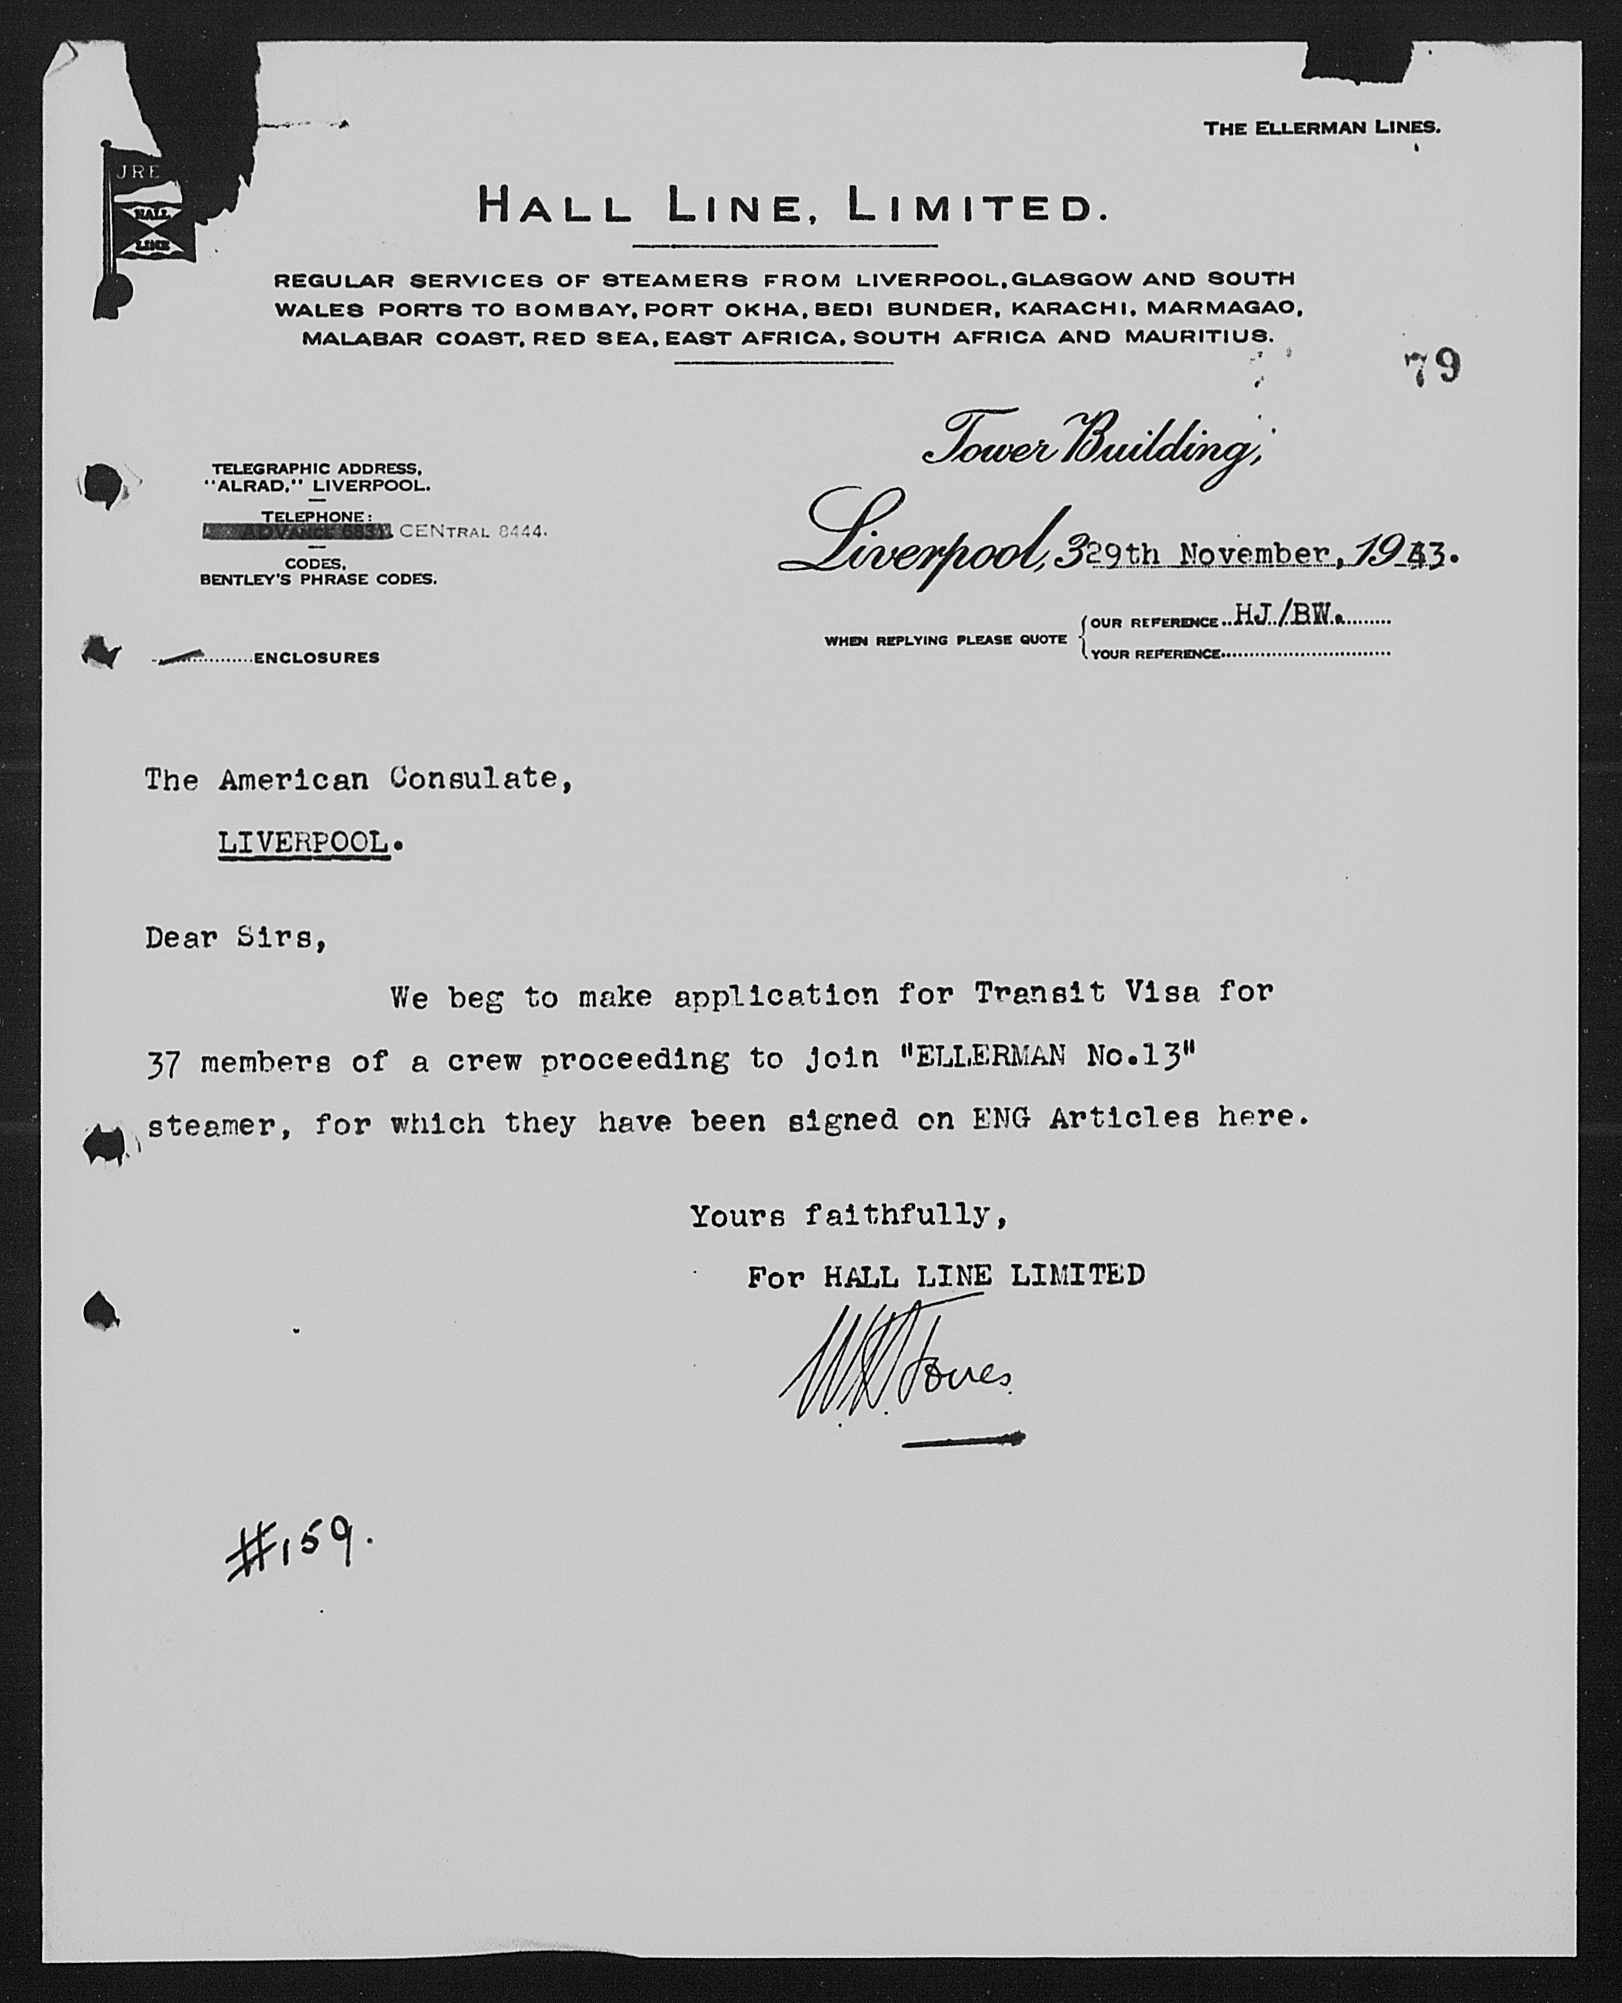 THE ELLERMAN LINES.
JRE
HALL
LINE
HALL LINE, LIMITED.
REGULAR SERVICES OF STEAMERS FROM LIVERPOOL, GLASGOW AND SOUTH
WALES PORTS TO BOMBAY, PORT OKHA, BEDI BUNDER, KARACHI, MARMAGAO,
MALABAR COAST, RED SEA, EAST AFRICA, SOUTH AFRICA AND MAURITIUS.
79
Tower Building,
TELEGRAPHIC ADDRESS,
"ALRAD," LIVERPOOL.
TELEPHONE:
CENTRAL 8444.
CODES,
BENTLEY'S PHRASE CODES.
Liverpool, 3 29th November, 1943.
WHEN REPLYING PLEASE QUOTE
OUR REFERENCE HJ./BW.
YOUR REFERENCE
ENCLOSURES
The American Consulate,
LIVERPOOL.
Dear Sirs,
We beg to make application for Transit Visa for
37 members of a crew proceeding to join "ELLERMAN No.13"
steamer, for which they have been signed on ENG Articles here.
Yours faithfully,
For HALL LINE LIMITED
Jones
#159.